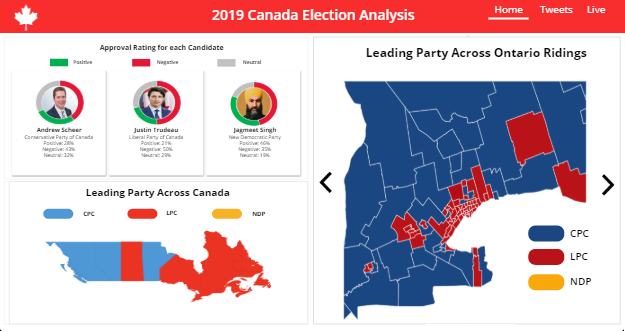 2019 Canada Election Analysis
Home
Tweets
Live
Approval Rating for each Candidate
Positive
Negative
Neutral
Andrew Scheer
Conservative Party of Canada
Positive: 28%
Negative: 43%
Neutral: 32%
Justin Trudeau
Liberal Party of Canada
Positive: 21%
Negative: 50%
Neutral: 29%
Jagmeet Singh
New Democratic Party
Positive: 46%
Negative: 35%
Neutral: 19%
Leading Party Across Canada
CPC
LPC
NDP
Leading Party Across Ontario Ridings
CPC
LPC
NDP